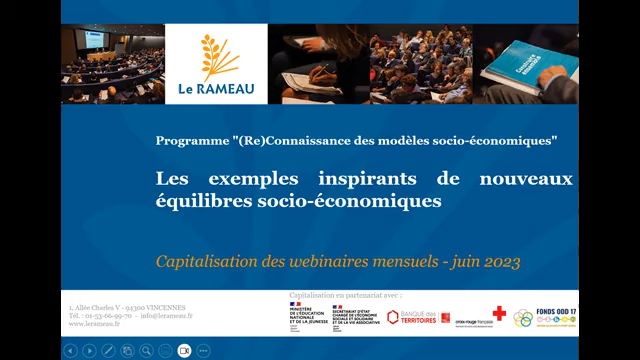 Le RAMEAU
Programme "(Re)Connaissance des modèles socio-économiques"
Les exemples inspirants de nouveaux
équilibres socio-économiques
Capitalisation des webinaires mensuels - juin 2023
Capitalisation en partenariat avec :
1, Allée Charles V - 94300 VINCENNES
Tél. : 01-53-66-99-70 - info@lerameau.fr
www.lerameau.fr
MINISTÈRE
DE L'ÉDUCATION
NATIONALE
ET DE LA JEUNESSE
SECRÉTARIAT D'ÉTAT
CHARGÉ DE L'ÉCONOMIE
SOCIALE ET SOLIDAIRE
ET DE LA VIE ASSOCIATIVE
BANQUE des
TERRITOIRES
croix-rouge française
FONDS ODD 17